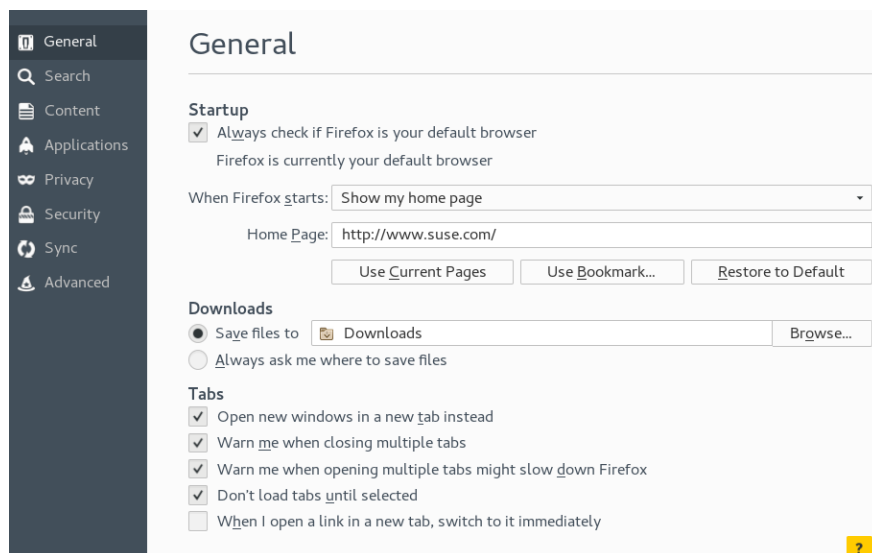 General
Search
Content
Applications
Privacy
Security
Sync
Advanced
General
Startup
Always check if Firefox is your default browser
Firefox is currently your default browser
When Firefox starts: Show my home page
Home Page: http://www.suse.com/
Use Current Pages Use Bookmark... Restore to Default
Downloads
Save files to Downloads Browse...
Always ask me where to save files
Tabs
Open new windows in a new tab instead
Warn me when closing multiple tabs
Warn me when opening multiple tabs might slow down Firefox
Don't load tabs until selected
When I open a link in a new tab, switch to it immediately
?